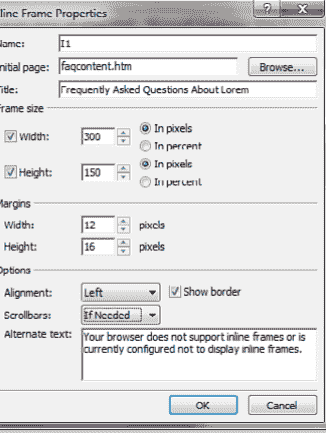 nline Frame Properties
Name: I1
nitial page: faqcontent.htm Browse...
Title: Frequently Asked Questions About Lorem
Frame size
Width: 300 In pixels
In percent
Height: 150 In pixels
In percent
Margins
Width: 12 pixels
Height: 16 pixels
Options
Alignment: Left Show border
Scrollbars: If Needed
Alternate text: Your browser does not support inline frames or is
currently configured not to display inline frames.
OK Cancel